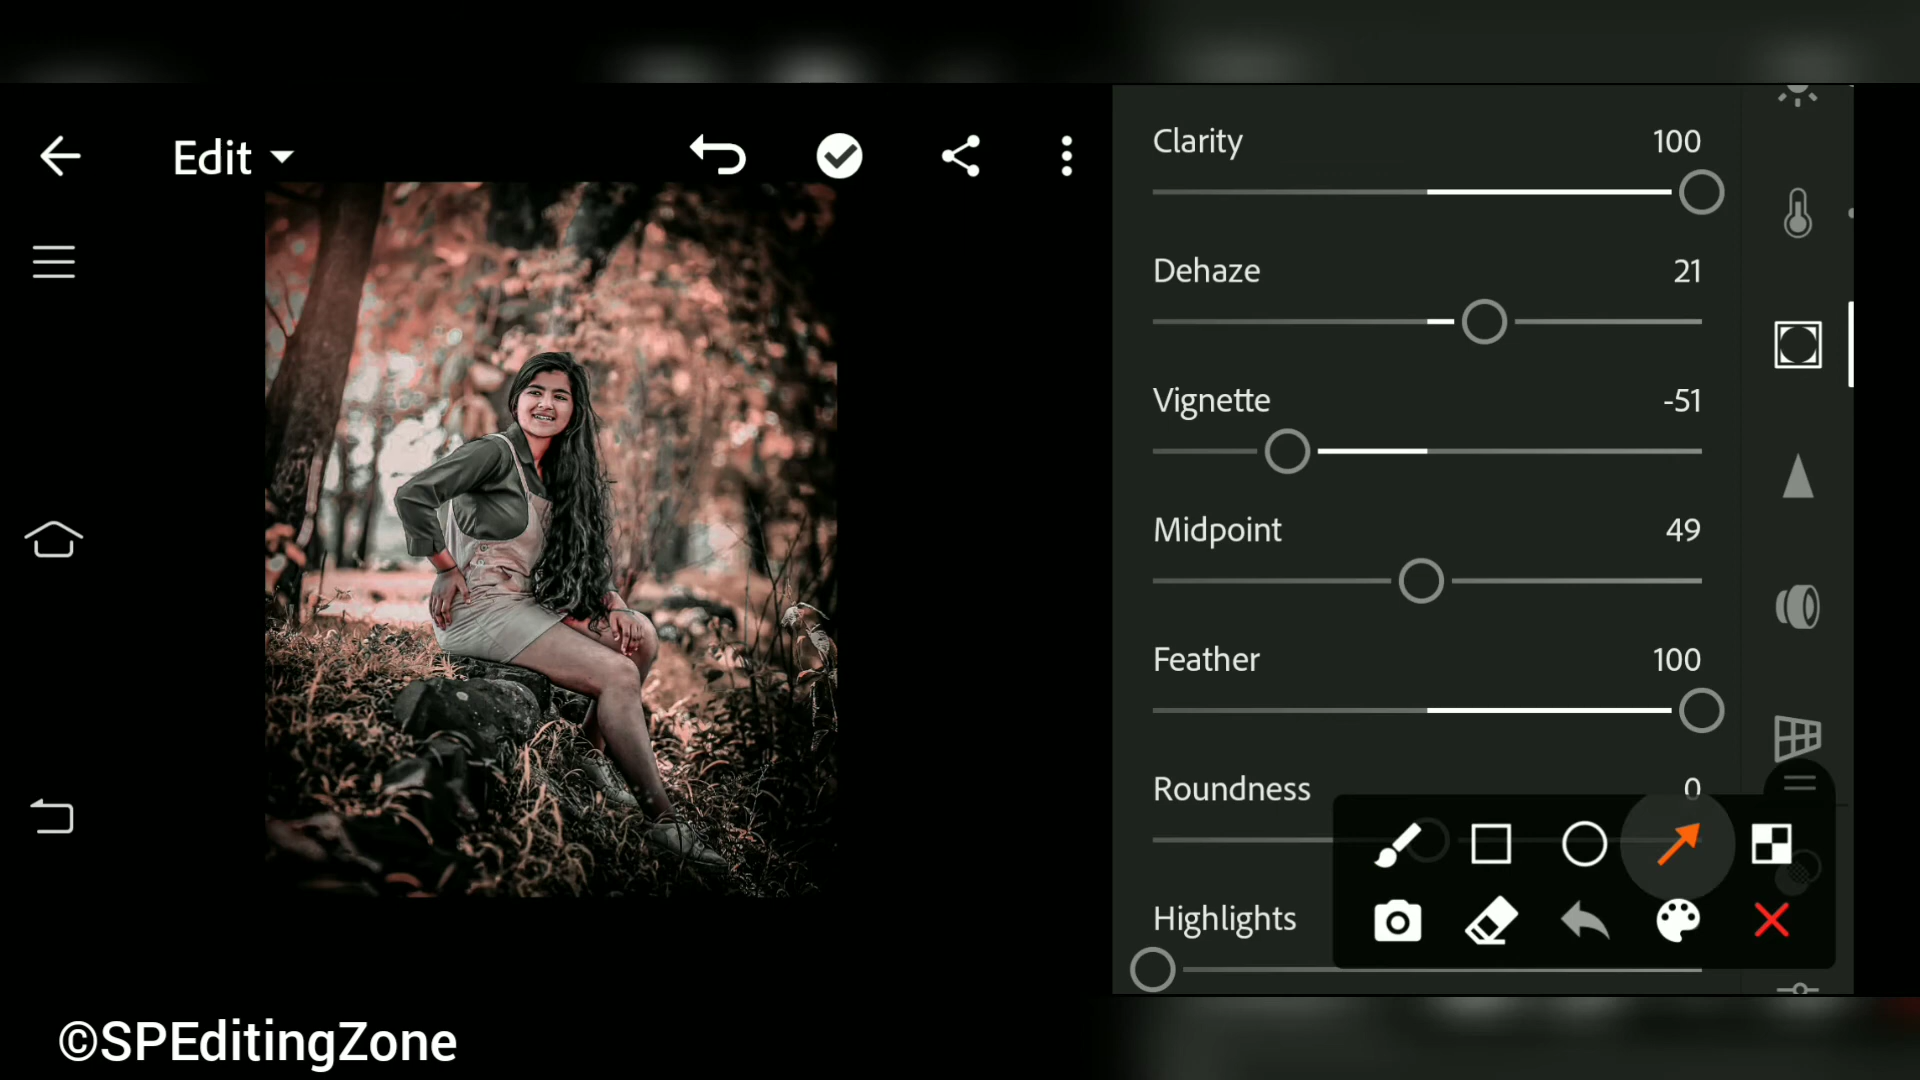 Edit
Clarity 100
Dehaze 21
Vignette -51
Midpoint 49
Feather 100
Roundness 0
Highlights
©SPEditingZone